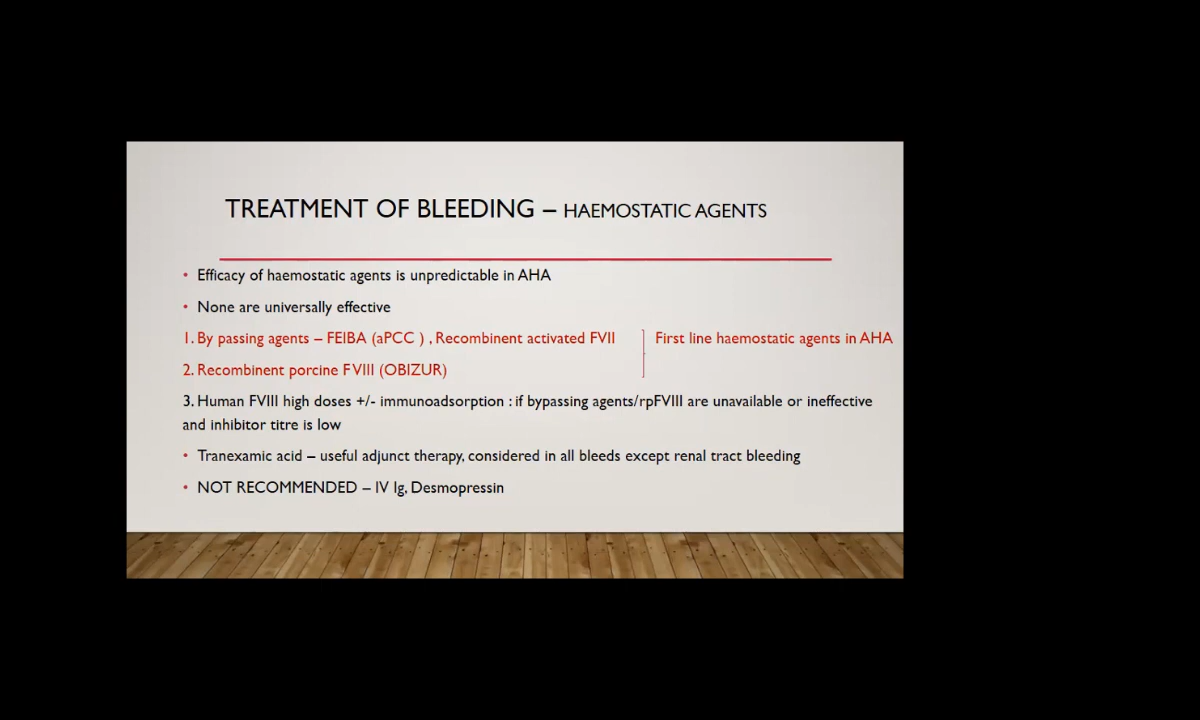 TREATMENT OF BLEEDING – HAEMOSTATIC AGENTS
• Efficacy of haemostatic agents is unpredictable in AHA
• None are universally effective
1. By passing agents – FEIBA (aPCC ) , Recombinent activated FVII
First line haemostatic agents in AHA
2. Recombinent porcine FVIII (OBIZUR)
3. Human FVIII high doses +/- immunoadsorption : if bypassing agents/rpFVIII are unavailable or ineffective
and inhibitor titre is low
• Tranexamic acid – useful adjunct therapy, considered in all bleeds except renal tract bleeding
• NOT RECOMMENDED – IV Ig, Desmopressin